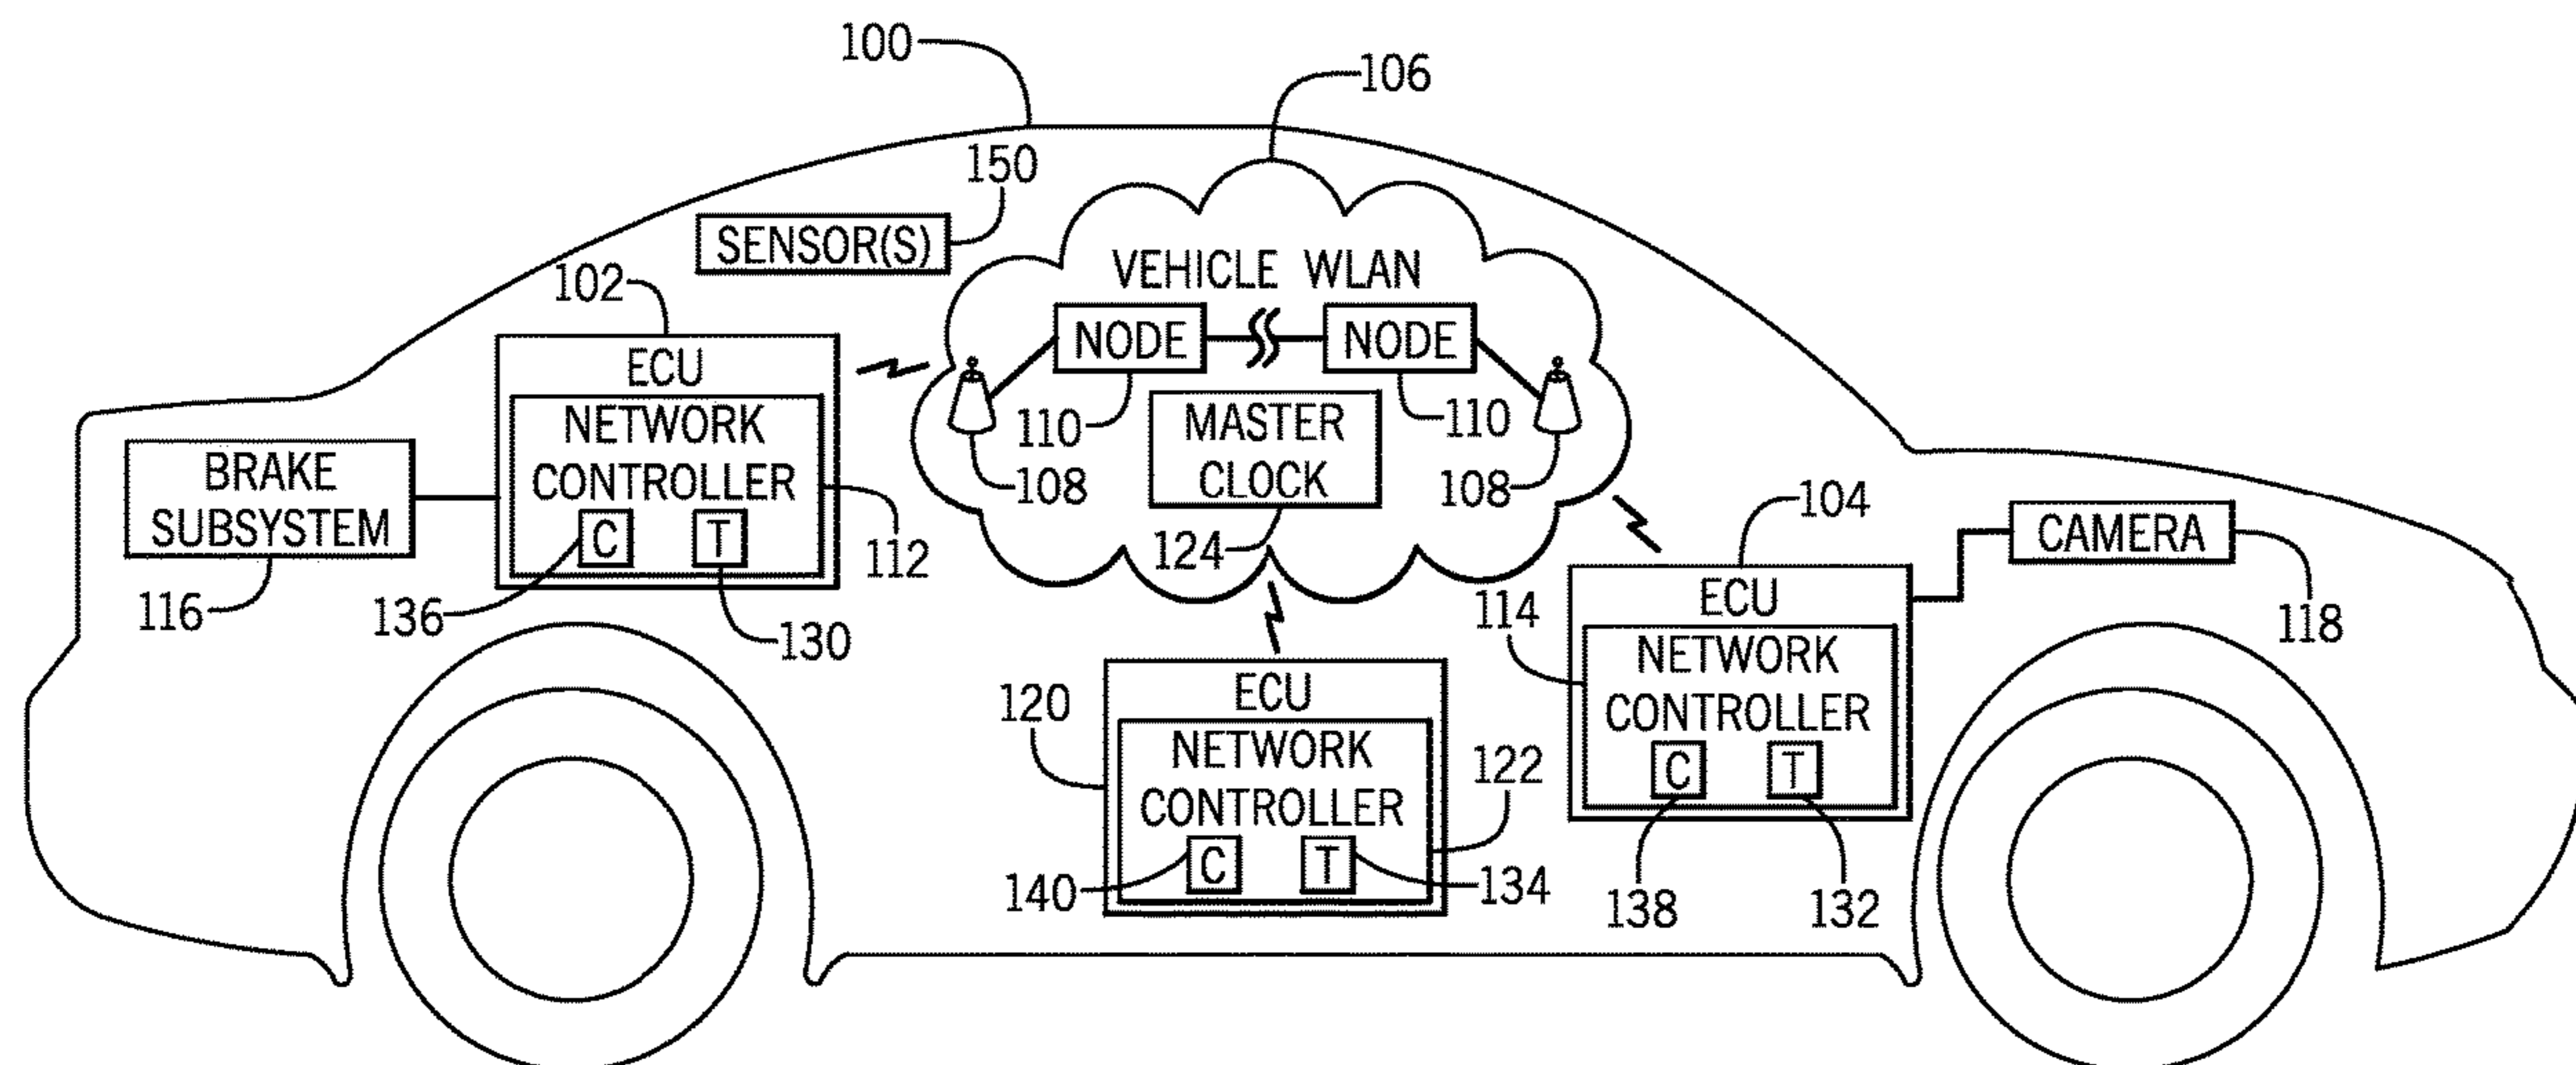 100
106
150
SENSOR(S)
102
VEHICLE WLAN
NODE
NODE
ECU
NETWORK
CONTROLLER
C
T
110
110
MASTER
CLOCK
108
108
124
BRAKE
SUBSYSTEM
116
136
130
112
104
CAMERA
118
ECU
114
NETWORK
CONTROLLER
C
T
138
132
120
ECU
NETWORK
CONTROLLER
C
T
122
140
134